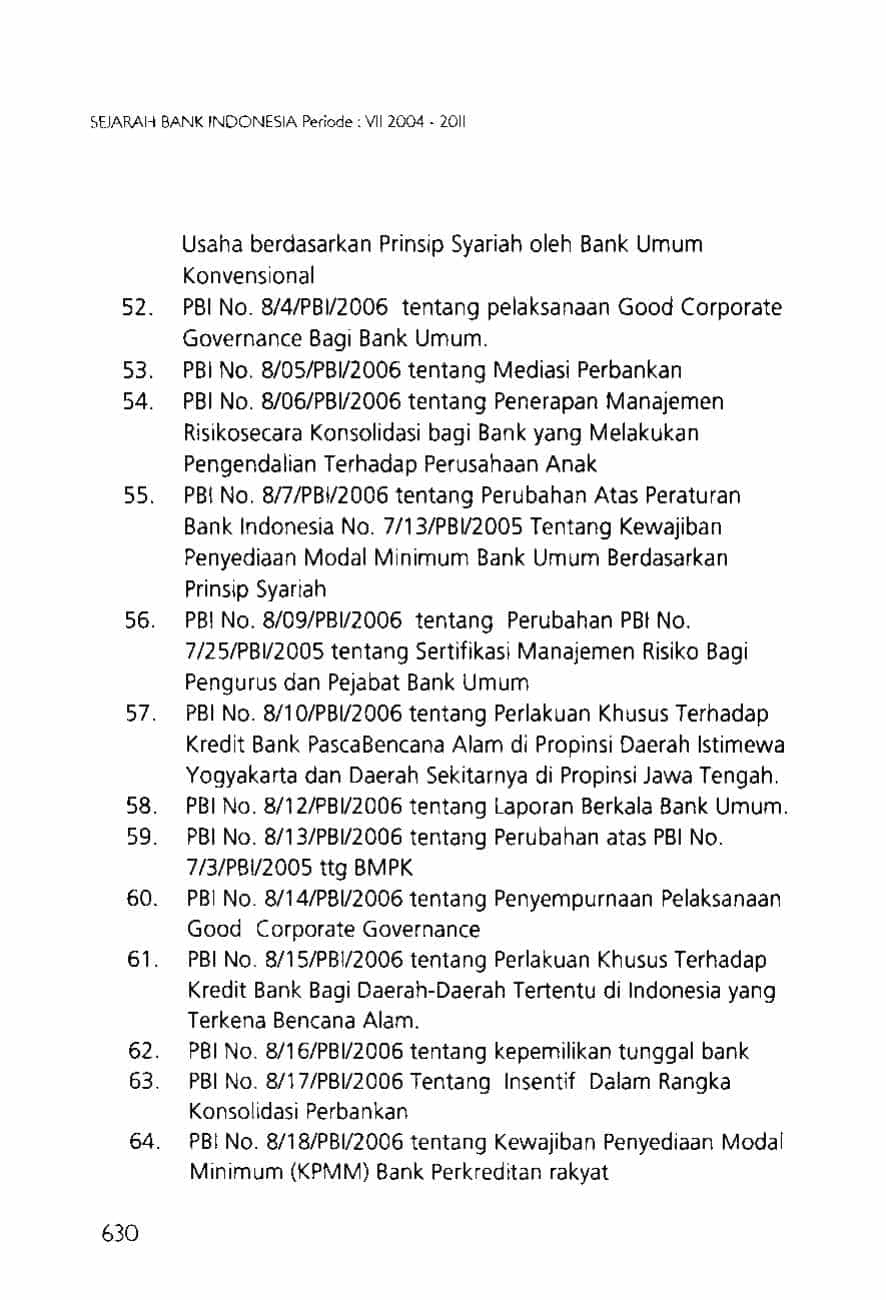 SEJARAH BANK INDONESIA Periode : VII 2004 - 2011
Usaha berdasarkan Prinsip Syariah oleh Bank Umum
Konvensional
52. PBI No. 8/4/PBI/2006 tentang pelaksanaan Good Corporate
Governance Bagi Bank Umum.
53. PBI No. 8/05/PBI/2006 tentang Mediasi Perbankan
54. PBI No. 8/06/PBI/2006 tentang Penerapan Manajemen
Risikosecara Konsolidasi bagi Bank yang Melakukan
Pengendalian Terhadap Perusahaan Anak
55. PBI No. 8/7/PBI/2006 tentang Perubahan Atas Peraturan
Bank Indonesia No. 7/13/PBI/2005 Tentang Kewajiban
Penyediaan Modal Minimum Bank Umum Berdasarkan
Prinsip Syariah
56. PBI No. 8/09/PBI/2006 tentang Perubahan PBI No.
7/25/PBI/2005 tentang Sertifikasi Manajemen Risiko Bagi
Pengurus dan Pejabat Bank Umum
57. PBI No. 8/10/PBI/2006 tentang Perlakuan Khusus Terhadap
Kredit Bank PascaBencana Alam di Propinsi Daerah Istimewa
Yogyakarta dan Daerah Sekitarnya di Propinsi Jawa Tengah.
58. PBI No. 8/12/PBI/2006 tentang Laporan Berkala Bank Umum.
59. PBI No. 8/13/PBI/2006 tentang Perubahan atas PBI No.
7/3/PBI/2005 ttg BMPK
60. PBI No. 8/14/PBI/2006 tentang Penyempurnaan Pelaksanaan
Good Corporate Governance
61. PBI No. 8/15/PBI/2006 tentang Perlakuan Khusus Terhadap
Kredit Bank Bagi Daerah-Daerah Tertentu di Indonesia yang
Terkena Bencana Alam.
62. PBI No. 8/16/PBI/2006 tentang kepemilikan tunggal bank
63. PBI No. 8/17/PBI/2006 Tentang Insentif Dalam Rangka
Konsolidasi Perbankan
64. PBI No. 8/18/PBI/2006 tentang Kewajiban Penyediaan Modal
Minimum (KPMM) Bank Perkreditan rakyat
630